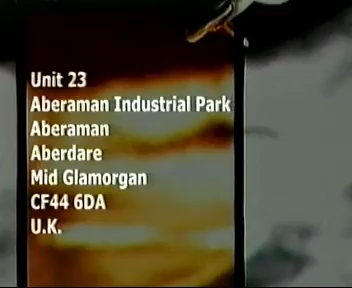 Unit 23
Aberaman Industrial Park
Aberaman
Aberdare
Mid Glamorgan
CF44 6DA
U.K.